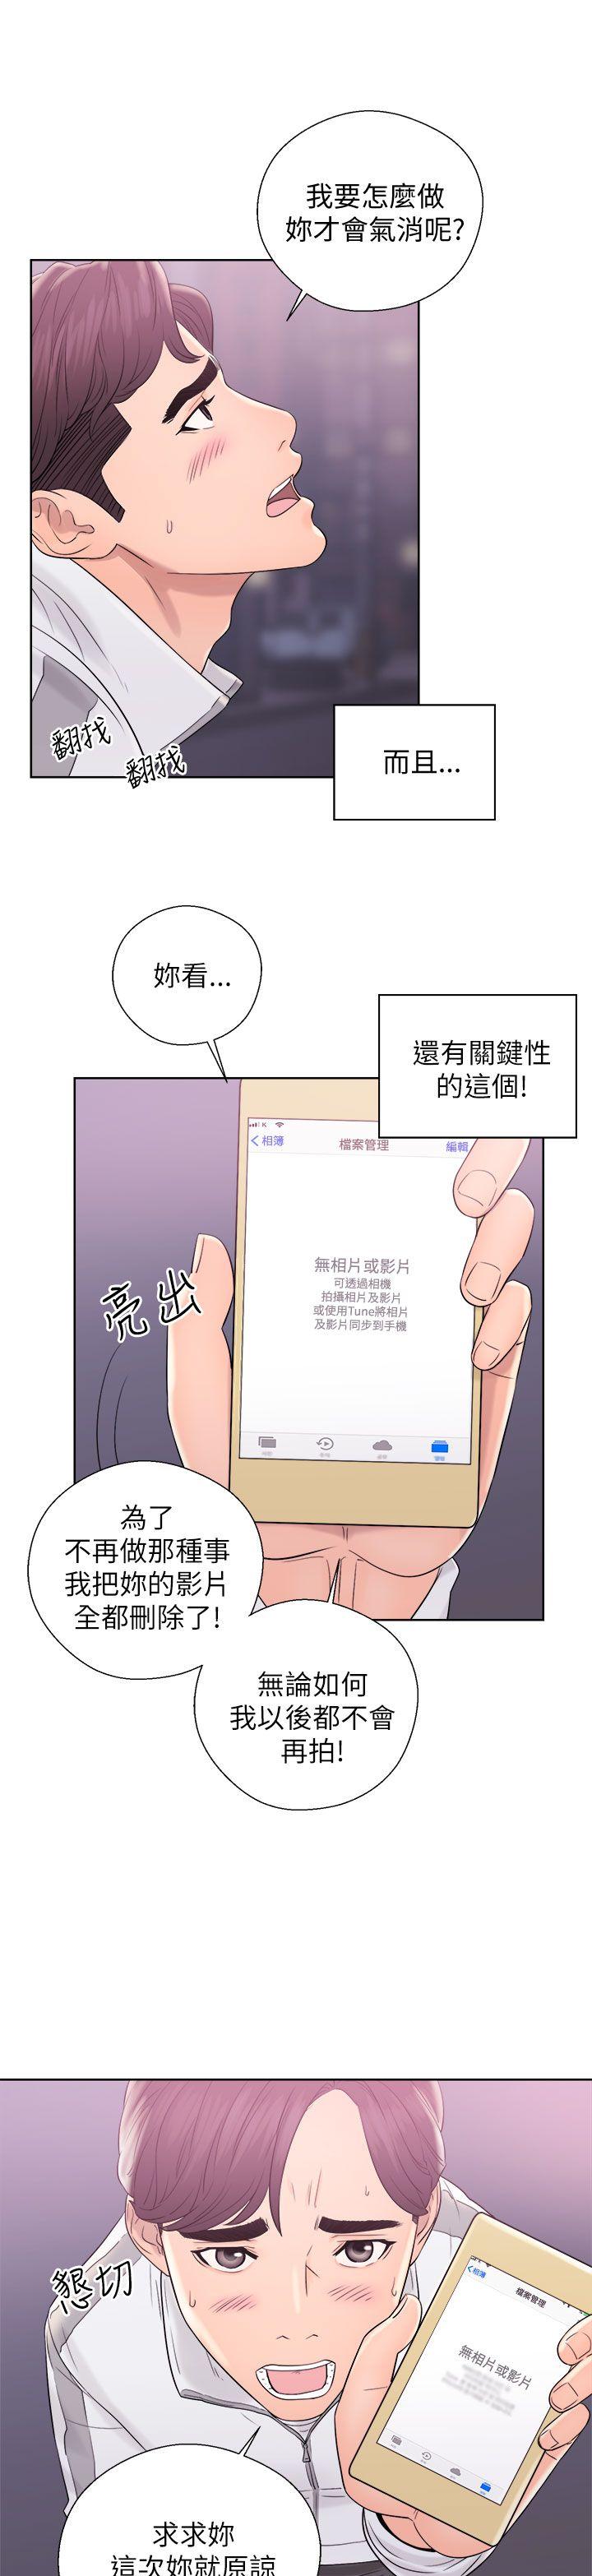 我要怎麼做
妳才會氣消呢?
翻找
翻找
而且...
妳看...
還有關鍵性
的這個!
K
相簿
檔案管理
編輯
無相片或影片
可透過相機
拍攝相片及影片
或使用Tune將相片
及影片同步到手機
亮出
為了
不再做那種事
我把妳的影片
全都刪除了!
無論如何
我以後都不會
再拍!
懇切
相簿
檔案管理
無相片或影片
求求妳
這次妳就原諒